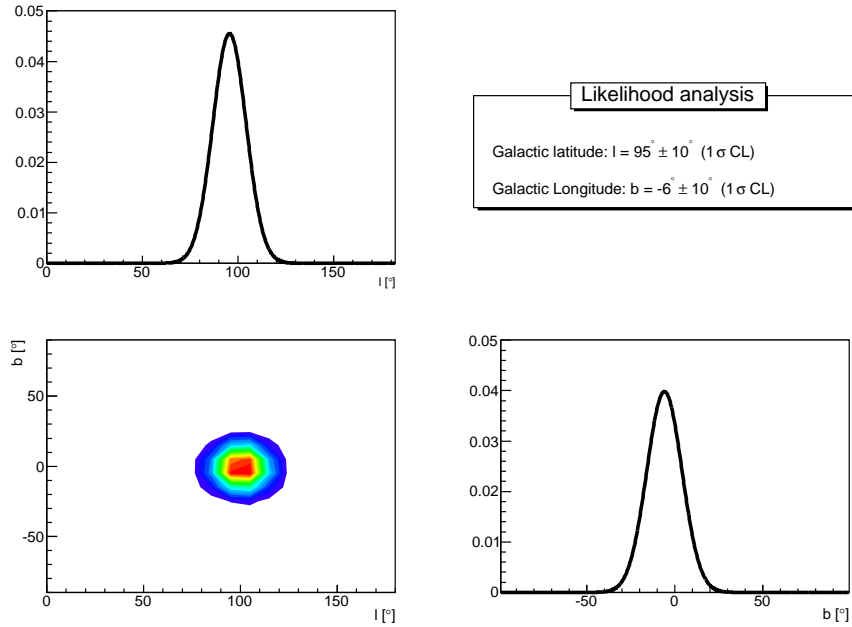 0.05
0.04
0.03
0.02
0.01
0
0 50 100 150
l [°]
Likelihood analysis
Galactic latitude: l = 95° ± 10° (1 σ CL)
Galactic Longitude: b = -6° ± 10° (1 σ CL)
b [°]
50
0
-50
0 50 100 150
l [°]
0.05
0.04
0.03
0.02
0.01
0
-50 0 50
b [°]